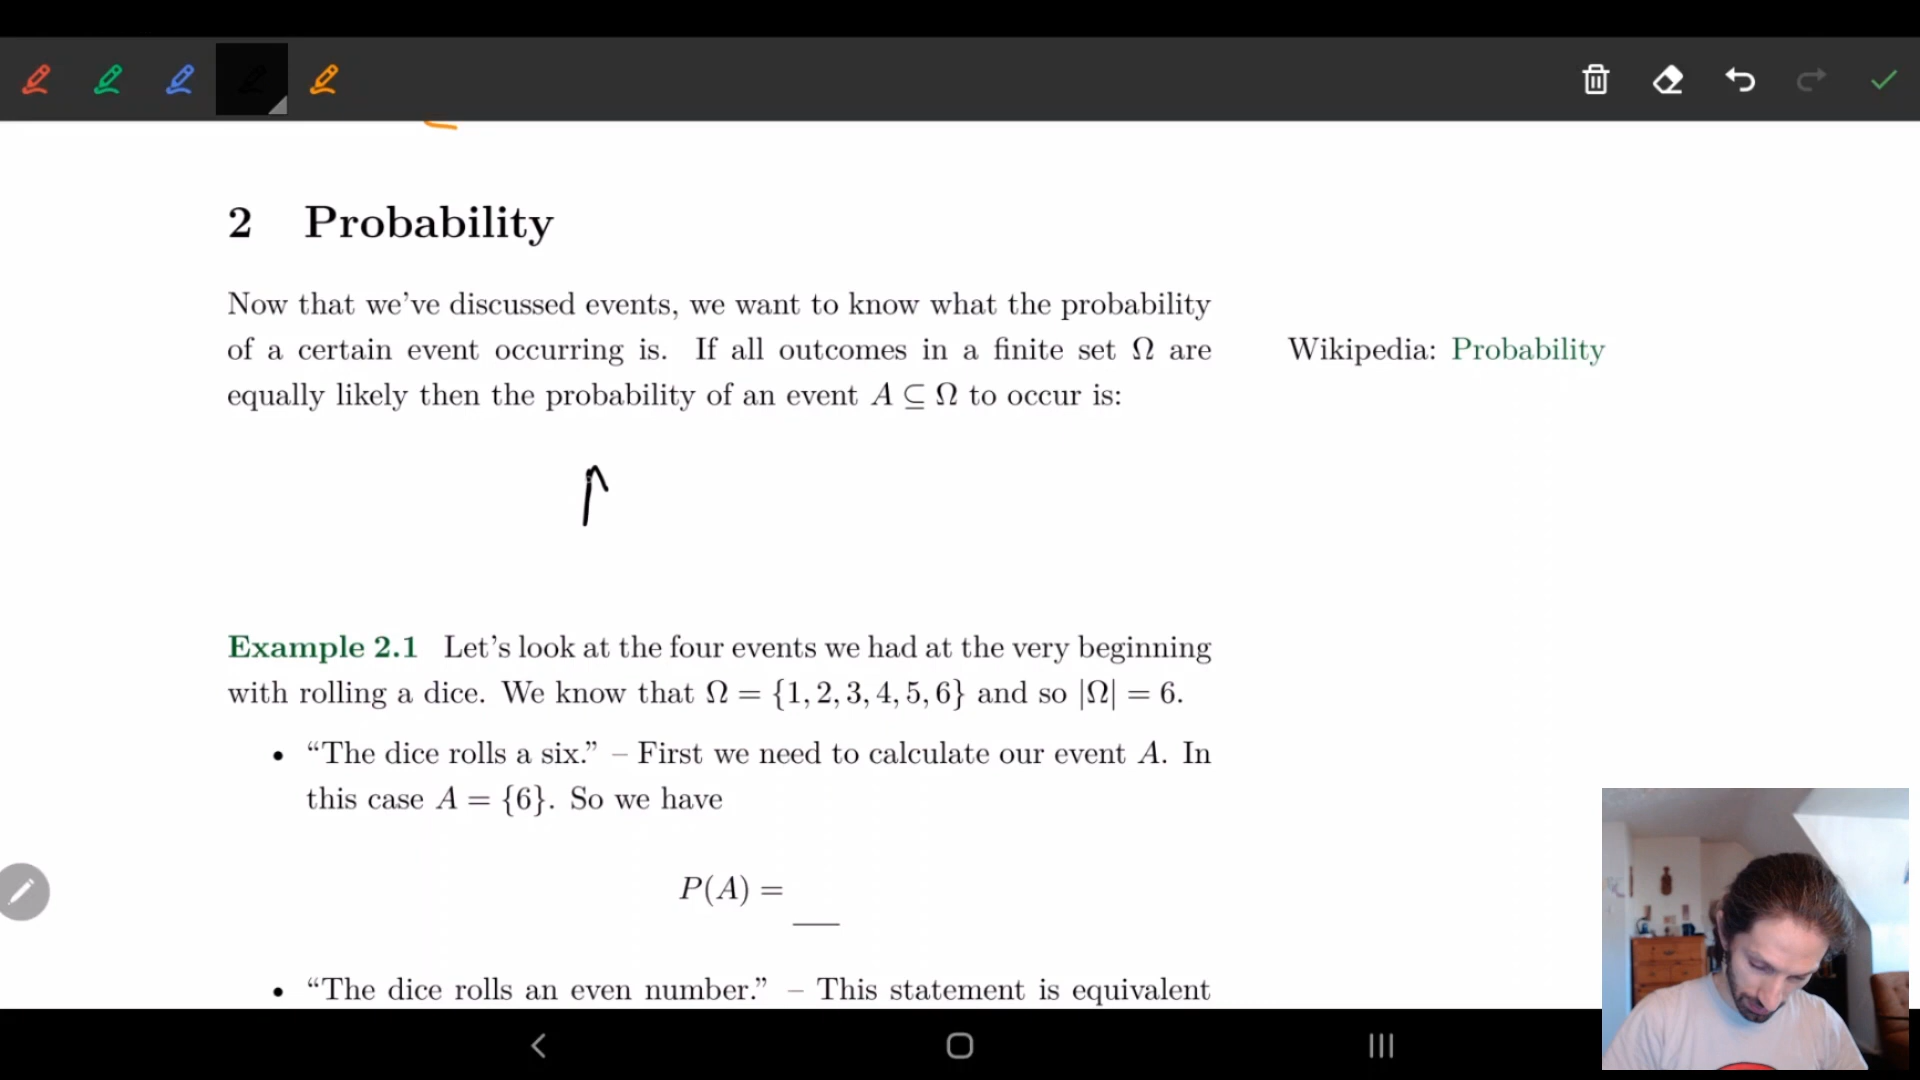 2 Probability
Now that we've discussed events, we want to know what the probability
of a certain event occurring is. If all outcomes in a finite set Ω are
equally likely then the probability of an event A ⊆ Ω to occur is:
Wikipedia: Probability
Example 2.1 Let's look at the four events we had at the very beginning
with rolling a dice. We know that Ω = {1, 2, 3, 4, 5, 6} and so |Ω| = 6.
• “The dice rolls a six.” – First we need to calculate our event A. In
this case A = {6}. So we have
P(A) =
• “The dice rolls an even number.” – This statement is equivalent